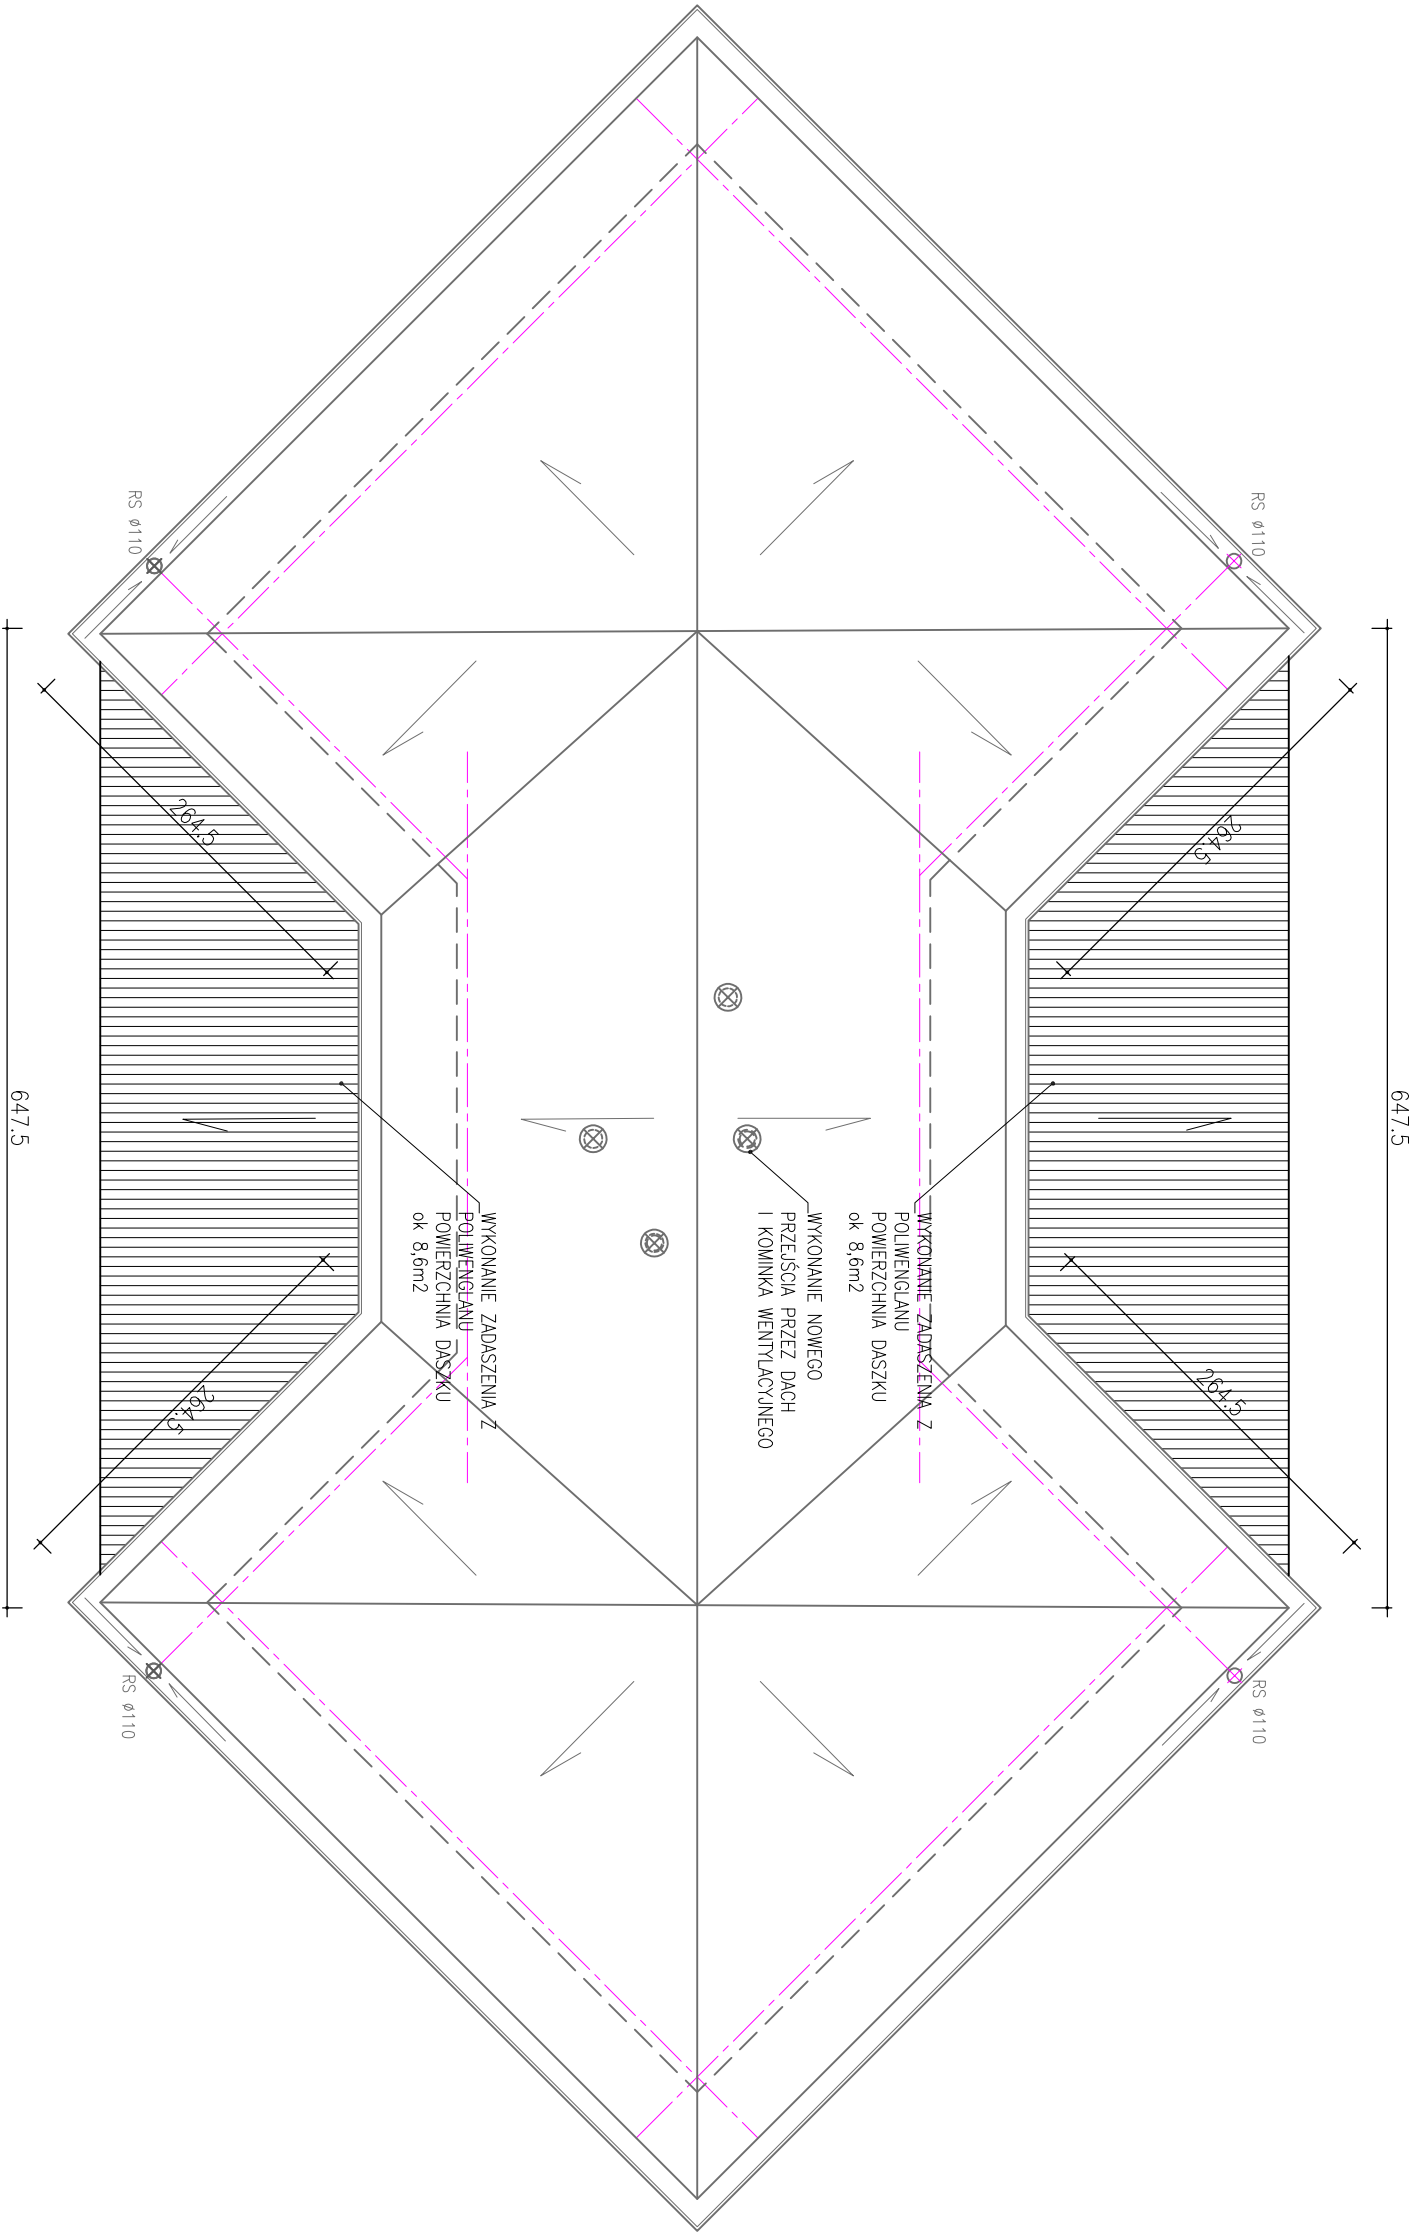 647.5
RS ø110
RS ø110
264.5
264.5
WYKONANIE ZADASZENIA Z
POLIWENGLANU
POWIERZCHNIA DASZKU
ok 8,6m2
WYKONANIE NOWEGO
PRZEJŚCIA PRZEZ DACH
I KOMINKA WENTYLACYJNEGO
WYKONANIE ZADASZENIA Z
POLIWENGLANU
POWIERZCHNIA DASZKU
ok 8,6m2
264.5
264.5
RS ø110
RS ø110
647.5